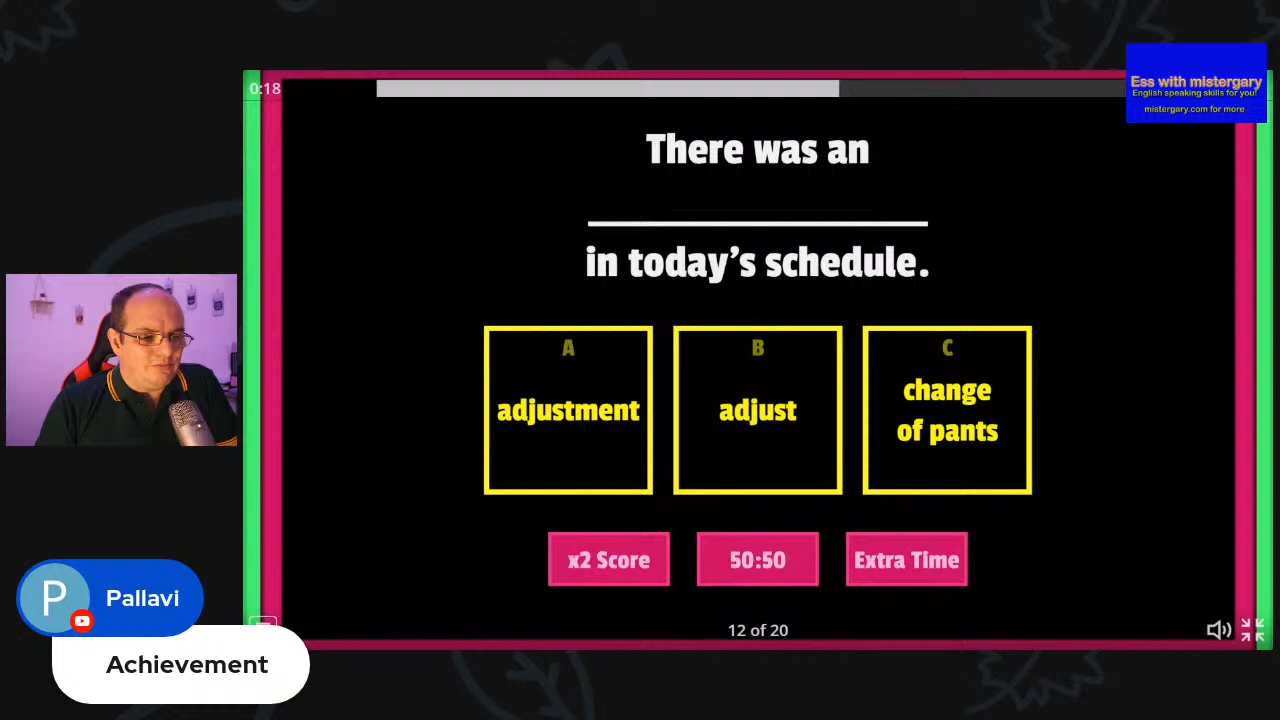 0:18
Ess with mistergary
English speaking skills for you!
mistergary.com for more
There was an
in today's schedule.
A
adjustment
B
adjust
C
change
of pants
x2 Score
50:50
Extra Time
12 of 20
P
Pallavi
Achievement